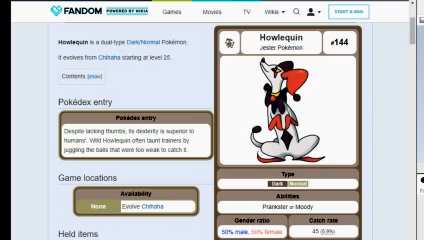 FANDOM POWERED BY WIKIA Games Movies TV Wikis START A WIKI
Howlequin is a dual-type Dark/Normal Pokémon.
It evolves from Chihaha starting at level 25.
Contents [show]
Pokédex entry
Pokédex entry
Despite lacking thumbs, its dexterity is superior to
humans'. Wild Howlequin often taunt trainers by
juggling the balls that were too weak to catch it.
Game locations
Availability
None Evolve Chihaha
Held items
Howlequin
Jester Pokémon
#144
Type
Dark Normal
Abilities
Prankster or Moody
Gender ratio
Catch rate
50% male, 50% female
45 (5.9%)